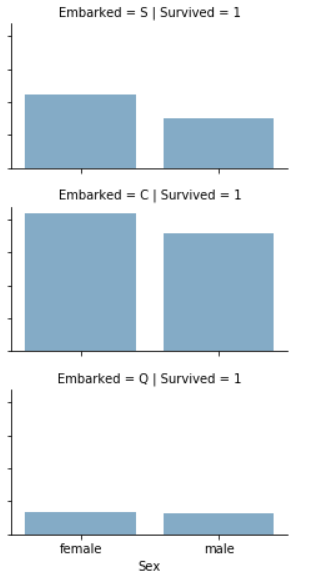 Embarked = S | Survived = 1
Embarked = C | Survived = 1
Embarked = Q | Survived = 1
female male
Sex